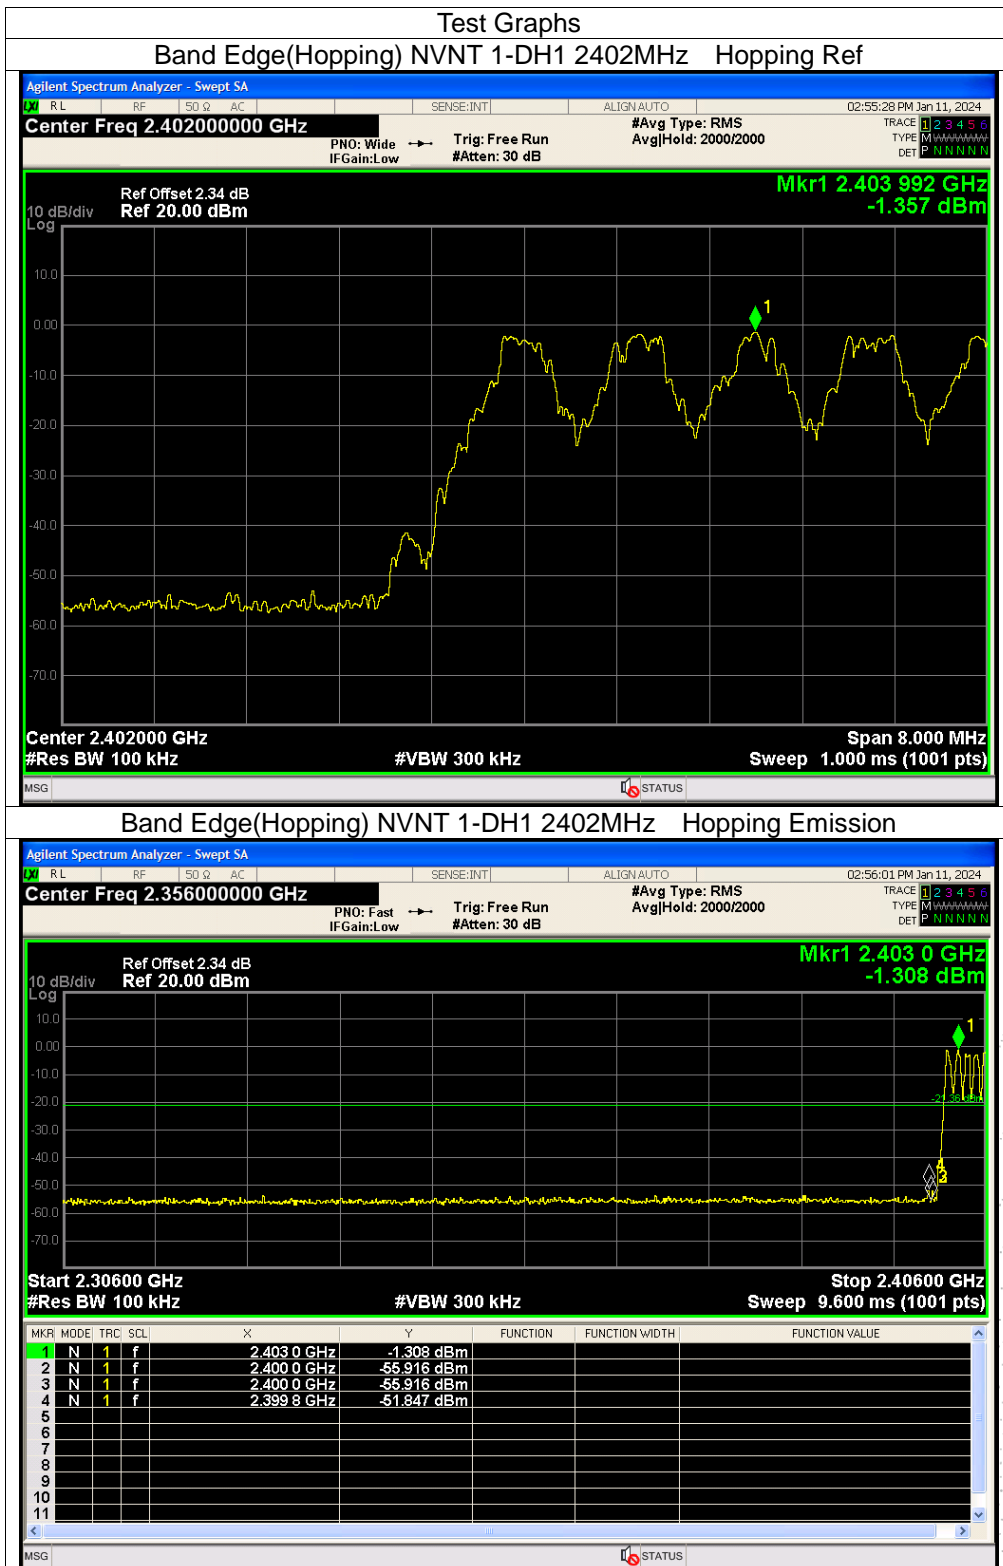 Test Graphs
Band Edge(Hopping) NVNT 1-DH1 2402MHz Hopping Ref
Agilent Spectrum Analyzer - Swept SA
LXI RL RF 50 Ω AC SENSE:INT ALIGN AUTO 02:55:28 PM Jan 11, 2024
Center Freq 2.402000000 GHz #Avg Type: RMS TRACE 1 2 3 4 5 6
PNO: Wide Trig: Free Run Avg|Hold: 2000/2000 TYPE M WWWWW
IFGain:Low #Atten: 30 dB DET P N N N N N
Mkr1 2.403 992 GHz
Ref Offset 2.34 dB
10 dB/div Ref 20.00 dBm -1.357 dBm
Log
10.0
1
0.00
-10.0
-20.0
-30.0
-40.0
-50.0
-60.0
-70.0
Center 2.402000 GHz Span 8.000 MHz
#Res BW 100 kHz #VBW 300 kHz Sweep 1.000 ms (1001 pts)
MSG STATUS
Band Edge(Hopping) NVNT 1-DH1 2402MHz Hopping Emission
Agilent Spectrum Analyzer - Swept SA
LXI RL RF 50 Ω AC SENSE:INT ALIGN AUTO 02:56:01 PM Jan 11, 2024
Center Freq 2.356000000 GHz #Avg Type: RMS TRACE 1 2 3 4 5 6
PNO: Fast Trig: Free Run Avg|Hold: 2000/2000 TYPE M WWWWW
IFGain:Low #Atten: 30 dB DET P N N N N N
Mkr1 2.403 0 GHz
Ref Offset 2.34 dB
10 dB/div Ref 20.00 dBm -1.308 dBm
Log
10.0
1
0.00
-10.0
-20.0
-21.36 dBm
-30.0
-40.0
-50.0
-60.0
-70.0
Start 2.30600 GHz Stop 2.40600 GHz
#Res BW 100 kHz #VBW 300 kHz Sweep 9.600 ms (1001 pts)
MKR MODE TRC SCL X Y FUNCTION FUNCTION WIDTH FUNCTION VALUE
1 N 1 f 2.403 0 GHz -1.308 dBm
2 N 1 f 2.400 0 GHz -55.916 dBm
3 N 1 f 2.400 0 GHz -55.916 dBm
4 N 1 f 2.399 8 GHz -51.847 dBm
5
6
7
8
9
10
11
MSG STATUS